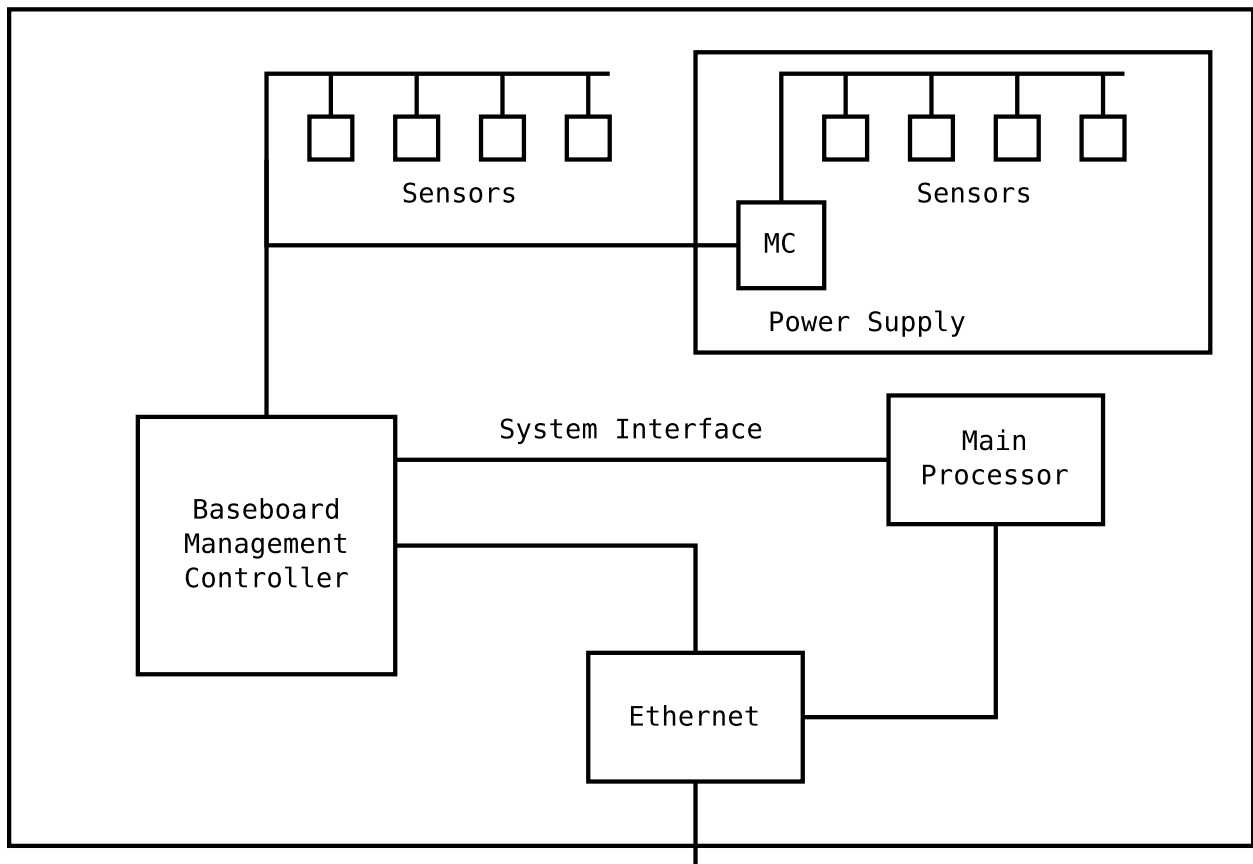 Sensors
Sensors
MC
Power Supply
System Interface
Main
Processor
Baseboard
Management
Controller
Ethernet